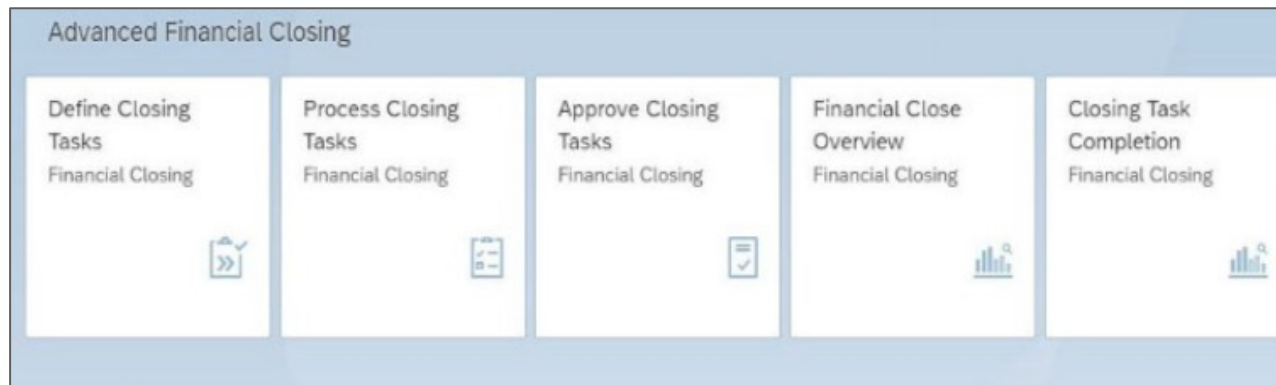 Advanced Financial Closing
Define Closing
Tasks
Financial Closing
Process Closing
Tasks
Financial Closing
Approve Closing
Tasks
Financial Closing
Financial Close
Overview
Financial Closing
Closing Task
Completion
Financial Closing